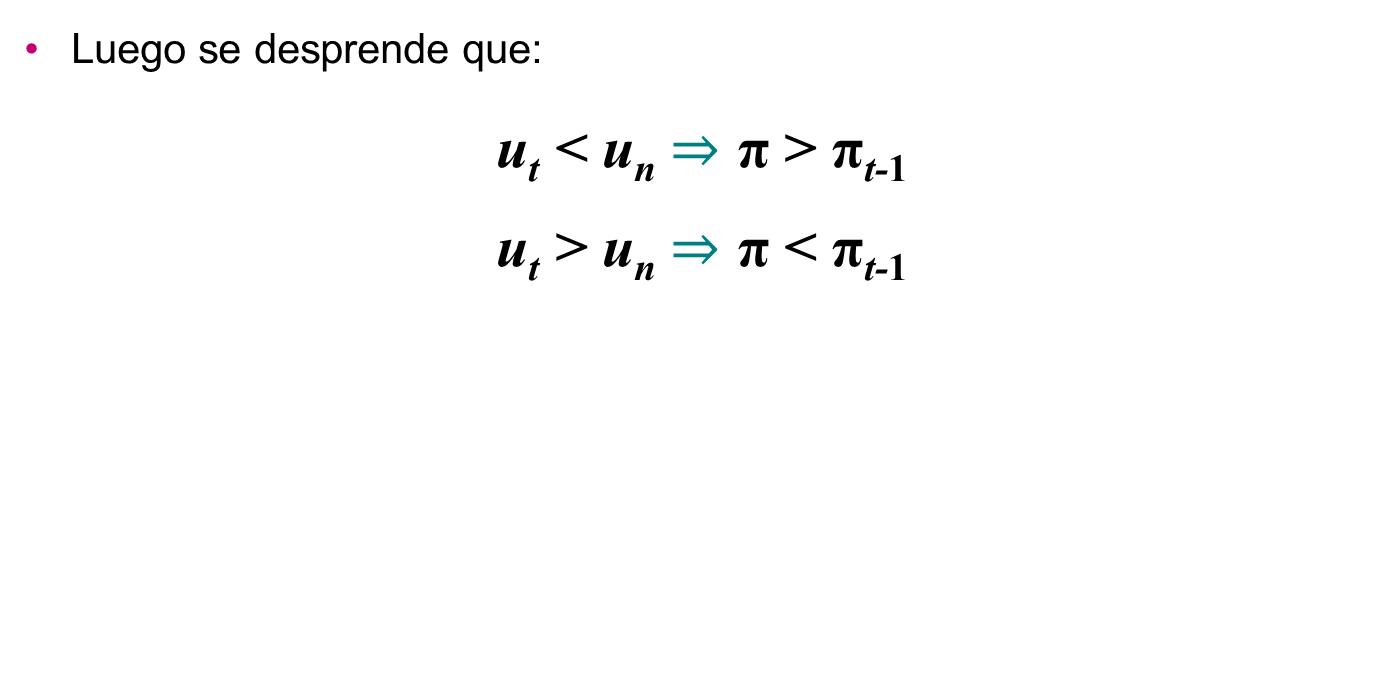 • Luego se desprende que:
uₜ < uₙ ⇒ π > πₜ₋₁
uₜ > uₙ ⇒ π < πₜ₋₁